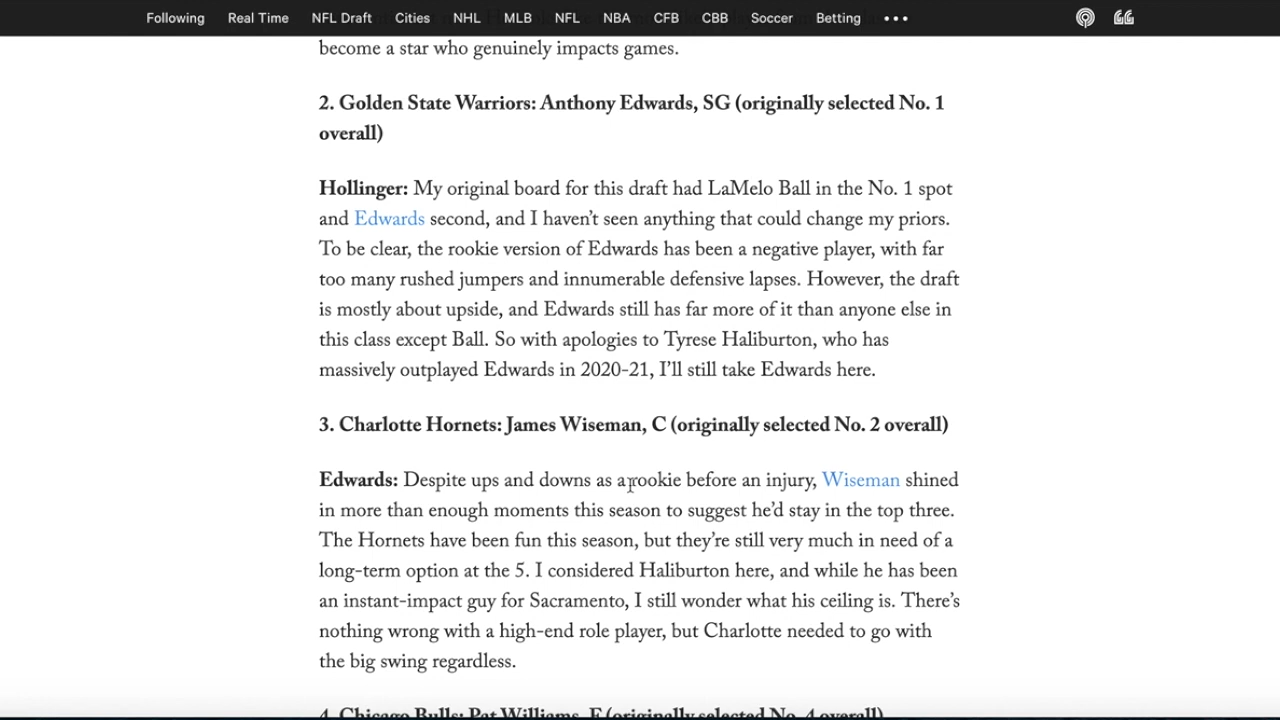 Following Real Time NFL Draft Cities NHL MLB NFL NBA CFB CBB Soccer Betting •••
become a star who genuinely impacts games.
2. Golden State Warriors: Anthony Edwards, SG (originally selected No. 1
overall)
Hollinger: My original board for this draft had LaMelo Ball in the No. 1 spot
and Edwards second, and I haven’t seen anything that could change my priors.
To be clear, the rookie version of Edwards has been a negative player, with far
too many rushed jumpers and innumerable defensive lapses. However, the draft
is mostly about upside, and Edwards still has far more of it than anyone else in
this class except Ball. So with apologies to Tyrese Haliburton, who has
massively outplayed Edwards in 2020-21, I’ll still take Edwards here.
3. Charlotte Hornets: James Wiseman, C (originally selected No. 2 overall)
Edwards: Despite ups and downs as a rookie before an injury, Wiseman shined
in more than enough moments this season to suggest he’d stay in the top three.
The Hornets have been fun this season, but they’re still very much in need of a
long-term option at the 5. I considered Haliburton here, and while he has been
an instant-impact guy for Sacramento, I still wonder what his ceiling is. There’s
nothing wrong with a high-end role player, but Charlotte needed to go with
the big swing regardless.
4. Chicago Bulls: Pat Williams, F (originally selected No. 4 overall)